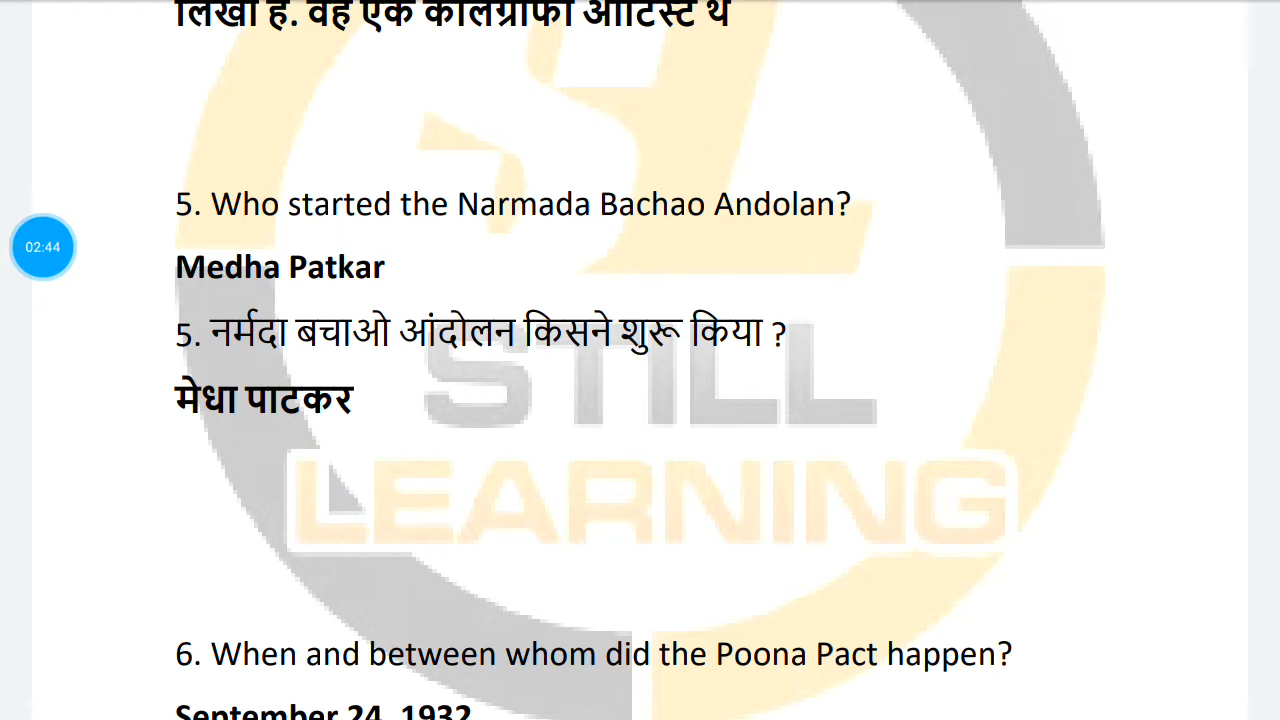 लिखा है. वह एक कैलिग्राफी आर्टिस्ट थे
5. Who started the Narmada Bachao Andolan?
02:44
Medha Patkar
5. नर्मदा बचाओ आंदोलन किसने शुरू किया ?
मेधा पाटकर
STILL
LEARNING
6. When and between whom did the Poona Pact happen?
September 24, 1932